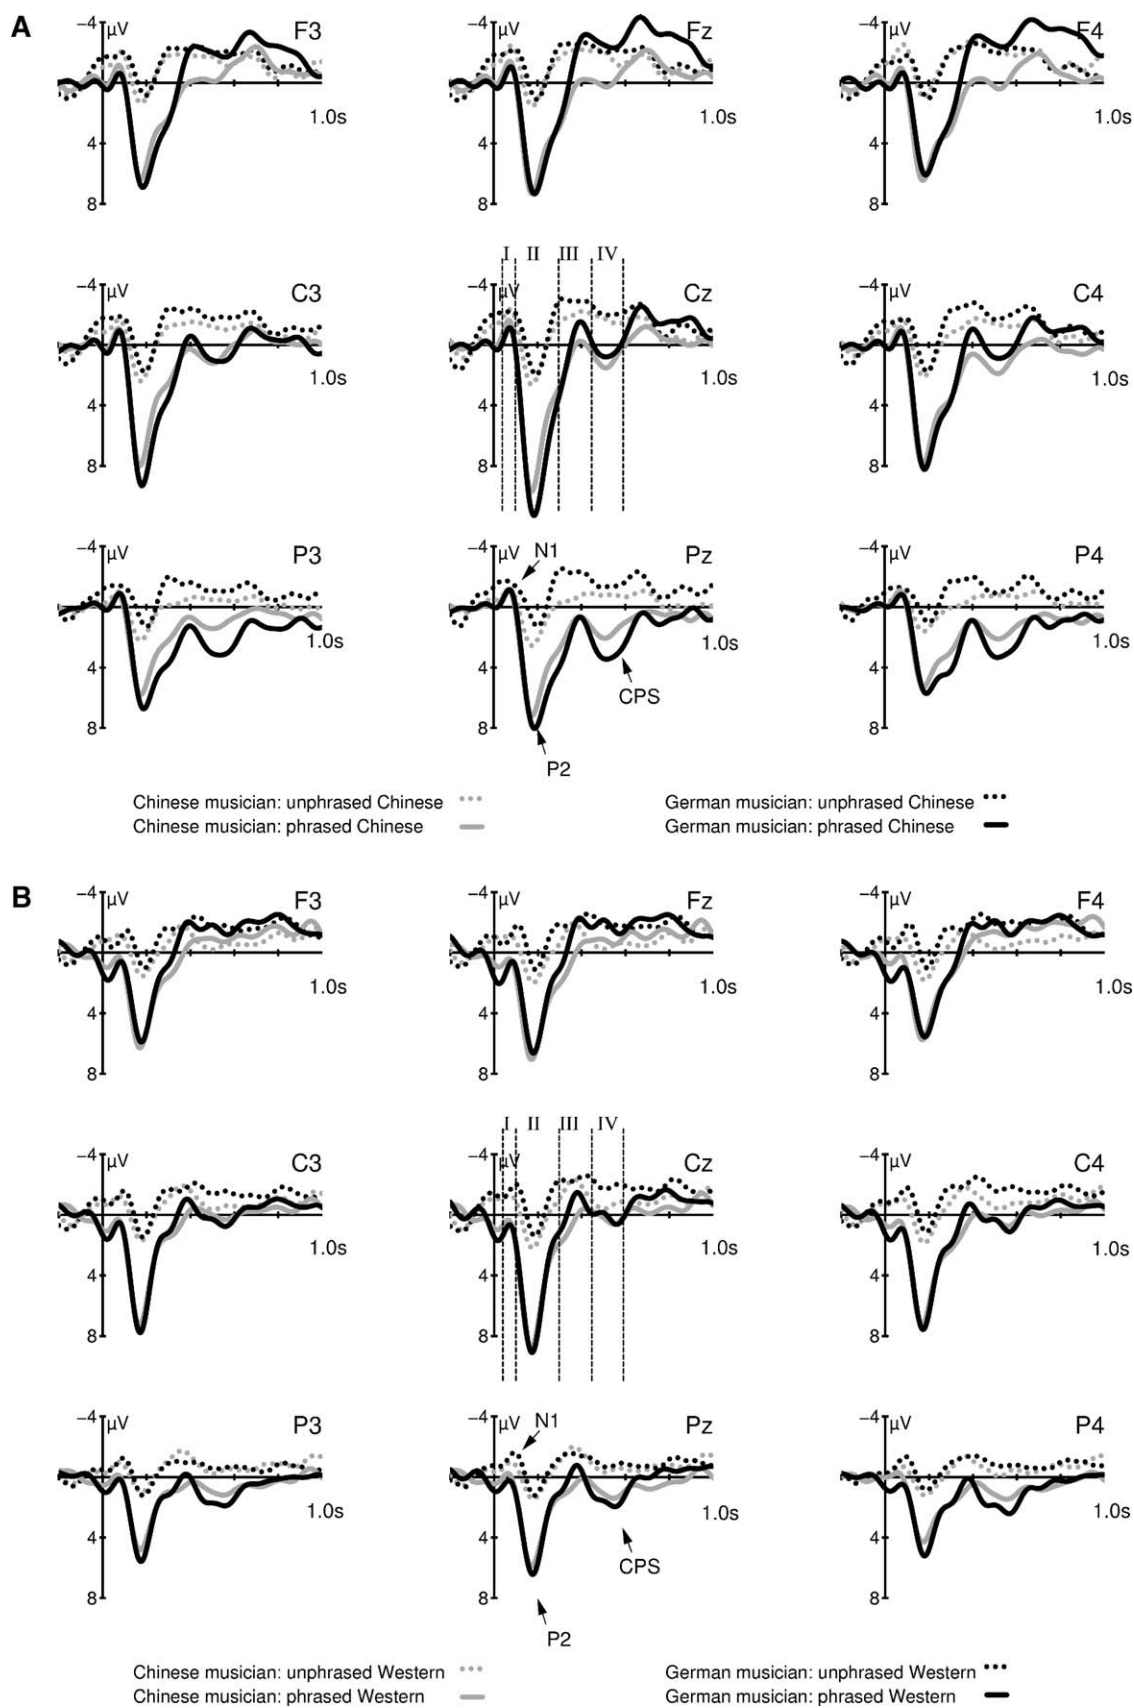 A
−4 μV F3
4
8
1.0s
−4 μV Fz
4
8
1.0s
−4 μV F4
4
8
1.0s
−4 μV C3
4
8
1.0s
I II III IV
−4 μV Cz
4
8
1.0s
−4 μV C4
4
8
1.0s
−4 μV P3
4
8
1.0s
−4 μV N1 Pz
4
8
1.0s
CPS
P2
−4 μV P4
4
8
1.0s
Chinese musician: unphrased Chinese
Chinese musician: phrased Chinese
German musician: unphrased Chinese
German musician: phrased Chinese
B
−4 μV F3
4
8
1.0s
−4 μV Fz
4
8
1.0s
−4 μV F4
4
8
1.0s
−4 μV C3
4
8
1.0s
I II III IV
−4 μV Cz
4
8
1.0s
−4 μV C4
4
8
1.0s
−4 μV P3
4
8
1.0s
−4 μV N1 Pz
4
8
1.0s
CPS
P2
−4 μV P4
4
8
1.0s
Chinese musician: unphrased Western
Chinese musician: phrased Western
German musician: unphrased Western
German musician: phrased Western